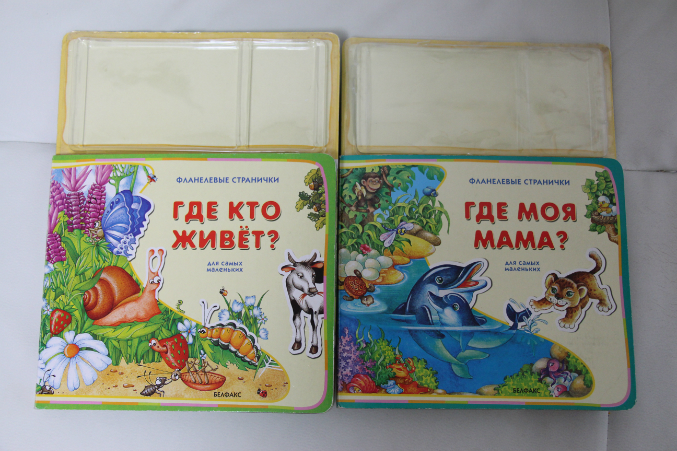 ФЛАНЕЛЕВЫЕ СТРАНИЧКИ
ГДЕ КТО
ЖИВЁТ?
для самых
маленьких
БЕЛФАКС
ФЛАНЕЛЕВЫЕ СТРАНИЧКИ
ГДЕ МОЯ
МАМА?
для самых
маленьких
БЕЛФАКС